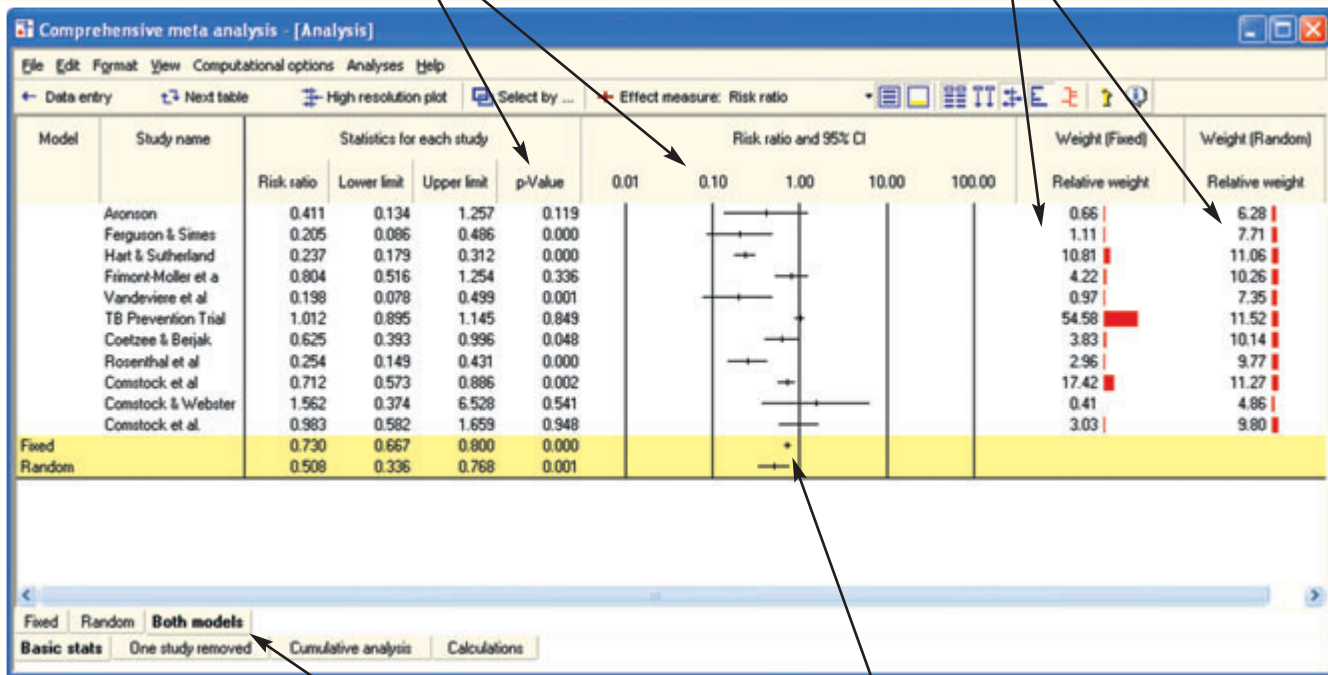 Comprehensive meta analysis - [Analysis]
File Edit Format View Computational options Analyses Help
← Data entry Next table High resolution plot Select by ... Effect measure: Risk ratio
Model Study name Statistics for each study Risk ratio and 95% CI Weight (Fixed) Weight (Random)
Risk ratio Lower limit Upper limit p-Value 0.01 0.10 1.00 10.00 100.00 Relative weight Relative weight
Aronson 0.411 0.134 1.257 0.119 0.66 6.28
Ferguson & Simes 0.205 0.086 0.486 0.000 1.11 7.71
Hart & Sutherland 0.237 0.179 0.312 0.000 10.81 11.06
Frimont-Moller et a 0.804 0.516 1.254 0.336 4.22 10.26
Vandeviere et al 0.198 0.078 0.499 0.001 0.97 7.35
TB Prevention Trial 1.012 0.895 1.145 0.849 54.58 11.52
Coetzee & Berjak 0.625 0.393 0.996 0.048 3.83 10.14
Rosenthal et al 0.254 0.149 0.431 0.000 2.96 9.77
Comstock et al 0.712 0.573 0.886 0.002 17.42 11.27
Comstock & Webster 1.562 0.374 6.528 0.541 0.41 4.86
Comstock et al. 0.983 0.582 1.659 0.948 3.03 9.80
Fixed 0.730 0.667 0.800 0.000
Random 0.508 0.336 0.768 0.001
Fixed Random Both models
Basic stats One study removed Cumulative analysis Calculations